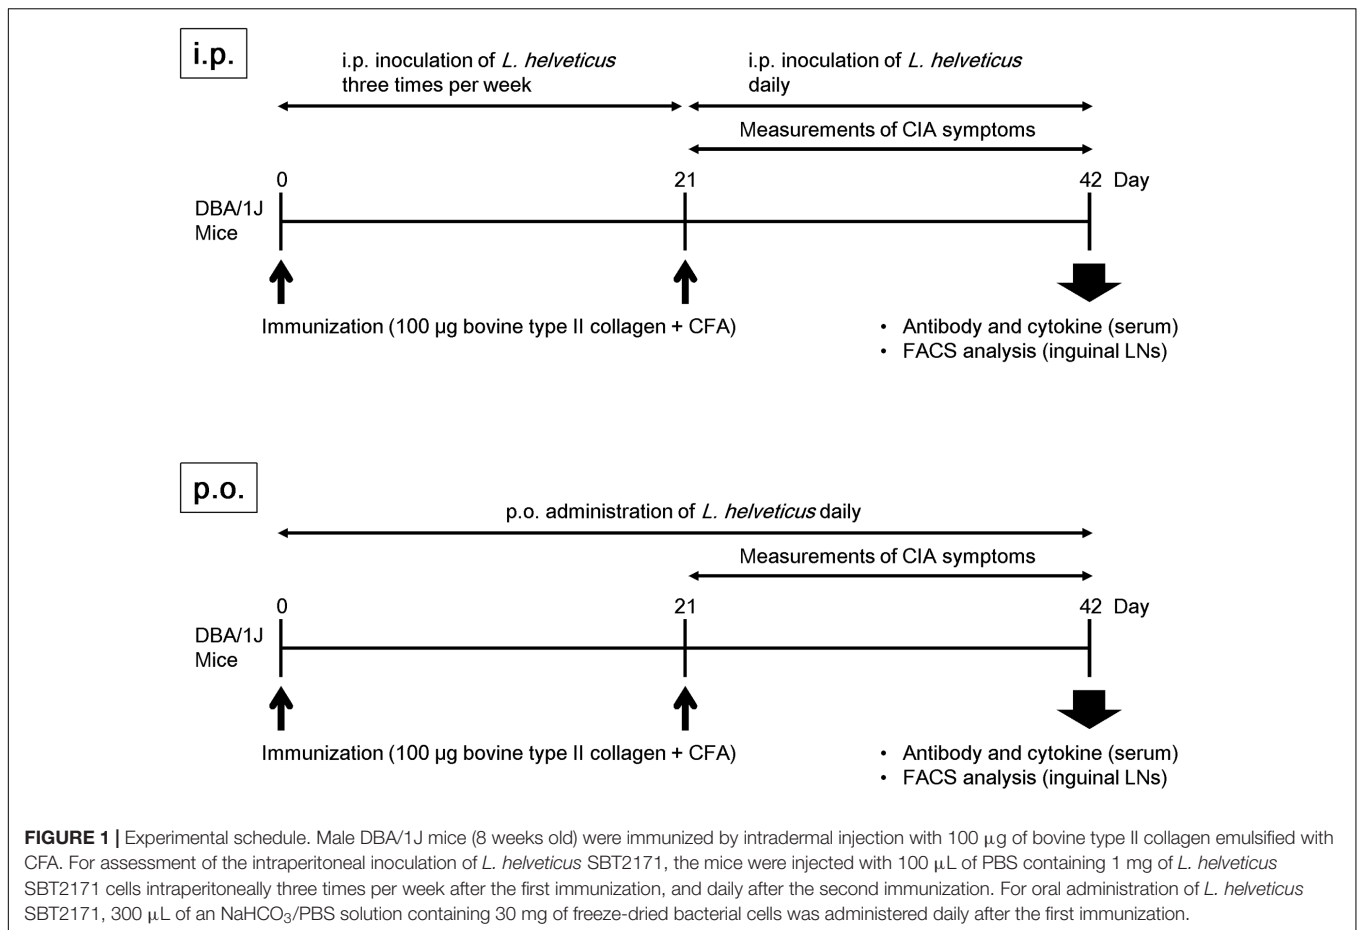 i.p.
i.p. inoculation of L. helveticus
three times per week
i.p. inoculation of L. helveticus
daily
Measurements of CIA symptoms
0
21
42 Day
DBA/1J
Mice
Immunization (100 µg bovine type II collagen + CFA)
• Antibody and cytokine (serum)
• FACS analysis (inguinal LNs)
p.o.
p.o. administration of L. helveticus daily
Measurements of CIA symptoms
0
21
42 Day
DBA/1J
Mice
Immunization (100 µg bovine type II collagen + CFA)
• Antibody and cytokine (serum)
• FACS analysis (inguinal LNs)
FIGURE 1 | Experimental schedule. Male DBA/1J mice (8 weeks old) were immunized by intradermal injection with 100 µg of bovine type II collagen emulsified with
CFA. For assessment of the intraperitoneal inoculation of L. helveticus SBT2171, the mice were injected with 100 µL of PBS containing 1 mg of L. helveticus
SBT2171 cells intraperitoneally three times per week after the first immunization, and daily after the second immunization. For oral administration of L. helveticus
SBT2171, 300 µL of an NaHCO₃/PBS solution containing 30 mg of freeze-dried bacterial cells was administered daily after the first immunization.